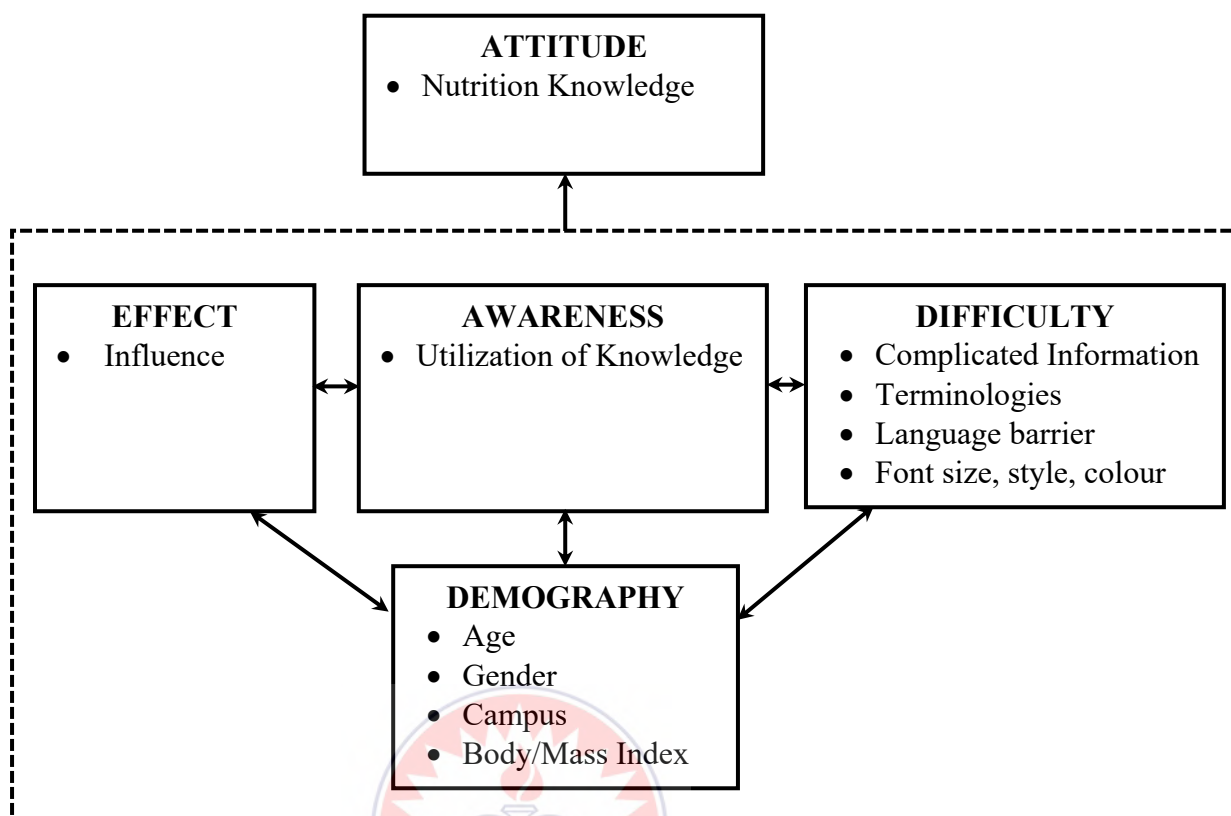 ATTITUDE
• Nutrition Knowledge
EFFECT
• Influence
AWARENESS
• Utilization of Knowledge
DIFFICULTY
• Complicated Information
• Terminologies
• Language barrier
• Font size, style, colour
DEMOGRAPHY
• Age
• Gender
• Campus
• Body/Mass Index